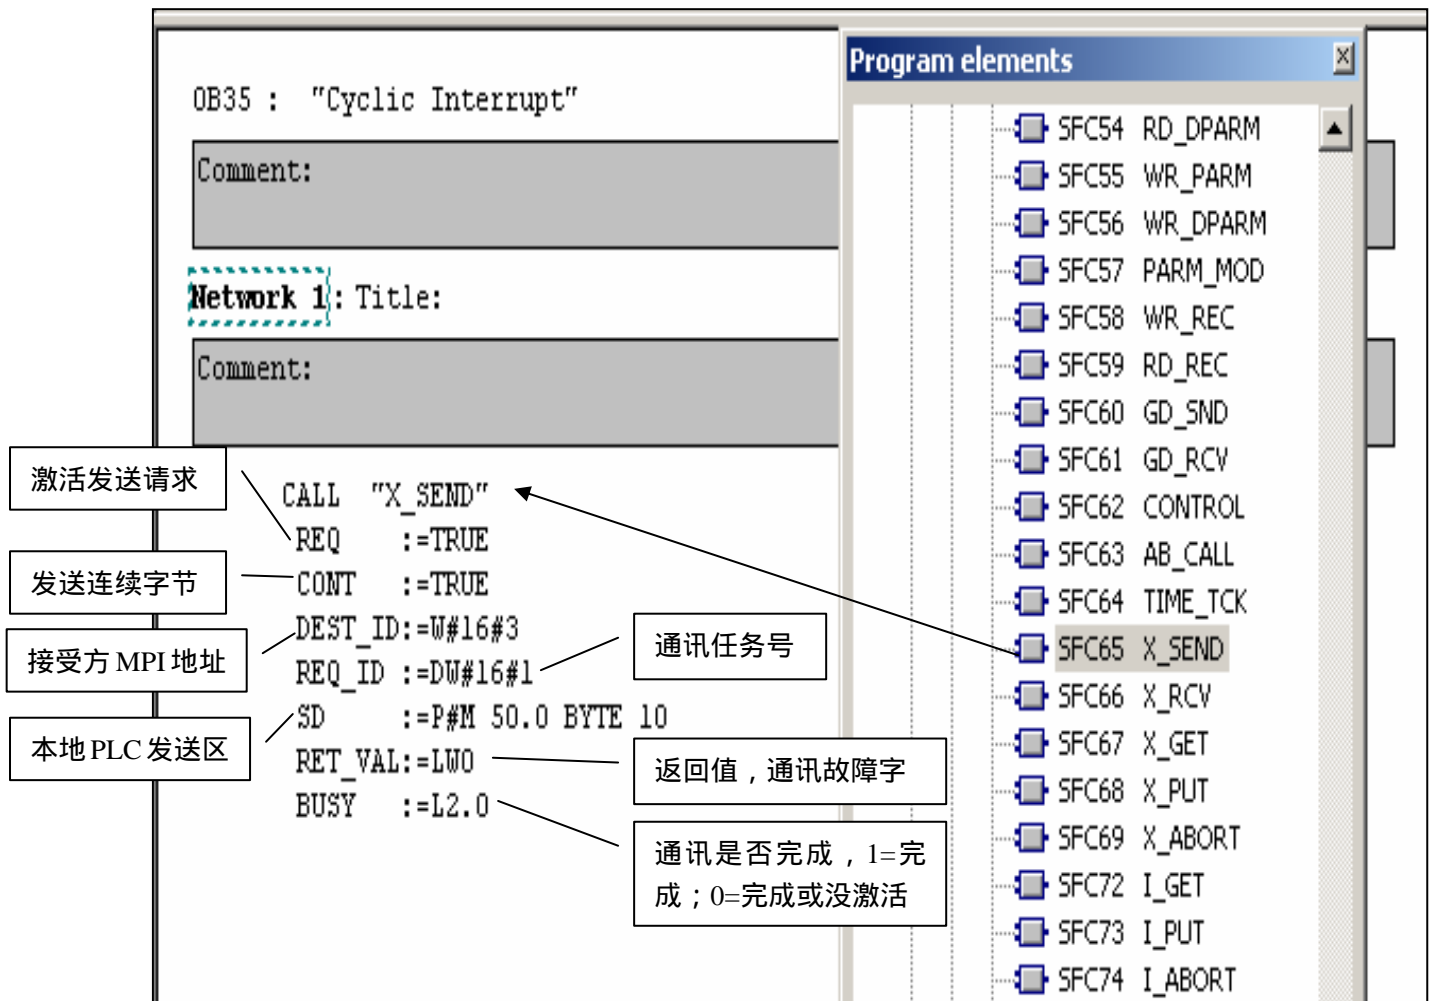 OB35 : "Cyclic Interrupt"
Comment:
Network 1: Title:
Comment:
激活发送请求
发送连续字节
接受方 MPI 地址
本地 PLC 发送区
CALL "X_SEND"
REQ :=TRUE
CONT :=TRUE
DEST_ID:=W#16#3
REQ_ID :=DW#16#1
SD :=P#M 50.0 BYTE 10
RET_VAL:=LW0
BUSY :=L2.0
通讯任务号
返回值，通讯故障字
通讯是否完成，1=完
成；0=完成或没激活
Program elements
SFC54 RD_DPARM
SFC55 WR_PARM
SFC56 WR_DPARM
SFC57 PARM_MOD
SFC58 WR_REC
SFC59 RD_REC
SFC60 GD_SND
SFC61 GD_RCV
SFC62 CONTROL
SFC63 AB_CALL
SFC64 TIME_TCK
SFC65 X_SEND
SFC66 X_RCV
SFC67 X_GET
SFC68 X_PUT
SFC69 X_ABORT
SFC72 I_GET
SFC73 I_PUT
SFC74 I_ABORT